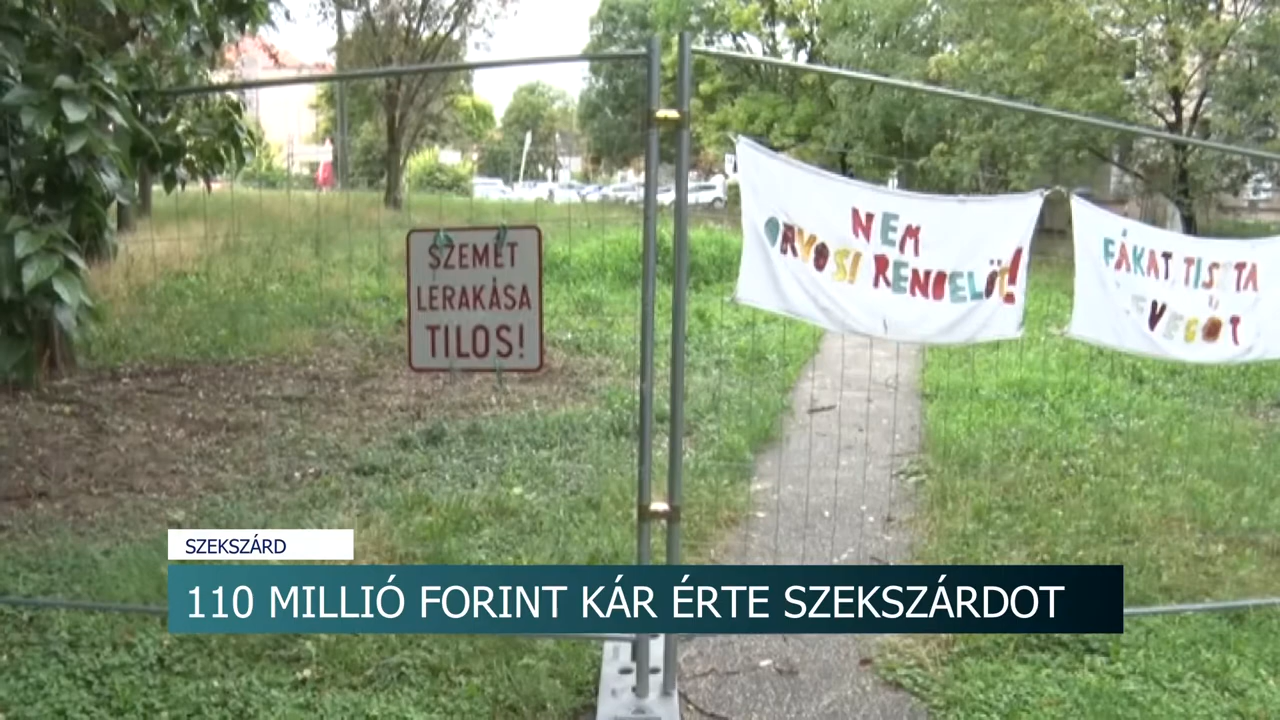 SZEMÉT
LERAKÁSA
TILOS!
NEM
ORVOSI RENDELŐT!
FÁKAT TISZTA
LEVEGŐT
SZEKSZÁRD
110 MILLIÓ FORINT KÁR ÉRTE SZEKSZÁRDOT